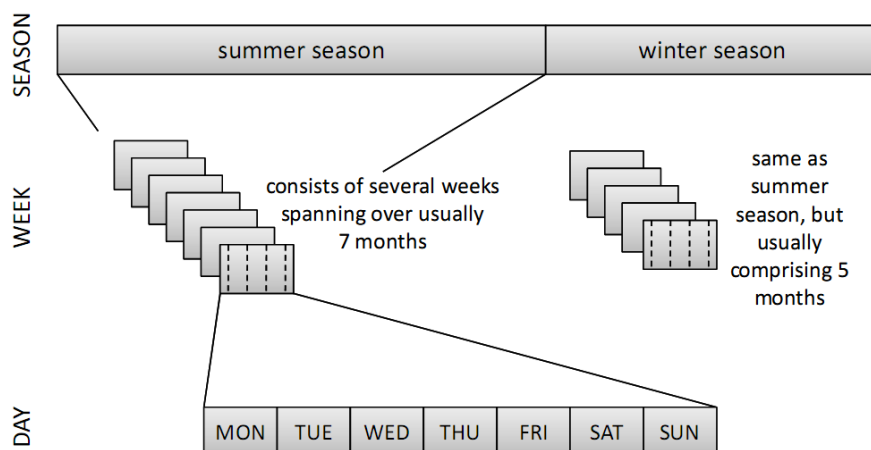 SEASON
summer season
winter season
WEEK
consists of several weeks
spanning over usually
7 months
same as
summer
season, but
usually
comprising 5
months
DAY
MON TUE WED THU FRI SAT SUN